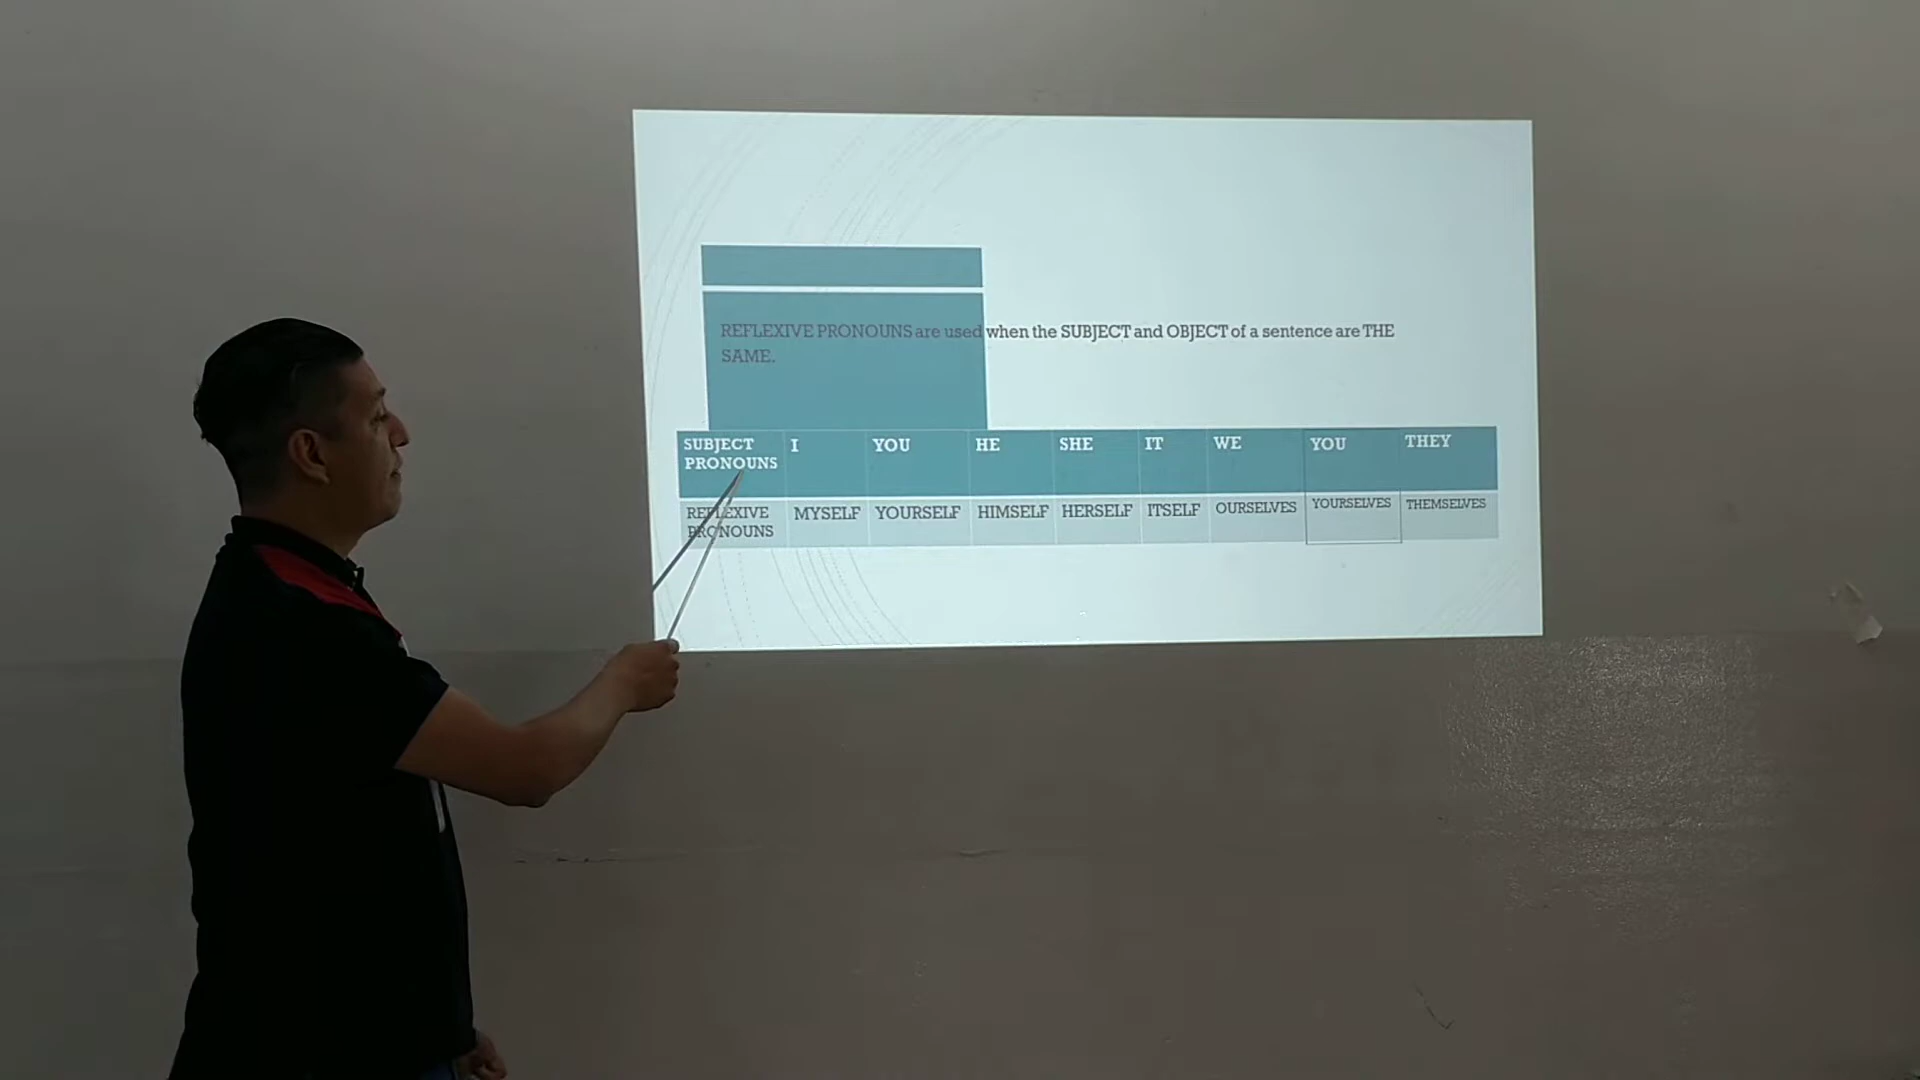 REFLEXIVE PRONOUNS are used when the SUBJECT and OBJECT of a sentence are THE
SAME.
SUBJECT PRONOUNS I YOU HE SHE IT WE YOU THEY
REFLEXIVE PRONOUNS MYSELF YOURSELF HIMSELF HERSELF ITSELF OURSELVES YOURSELVES THEMSELVES